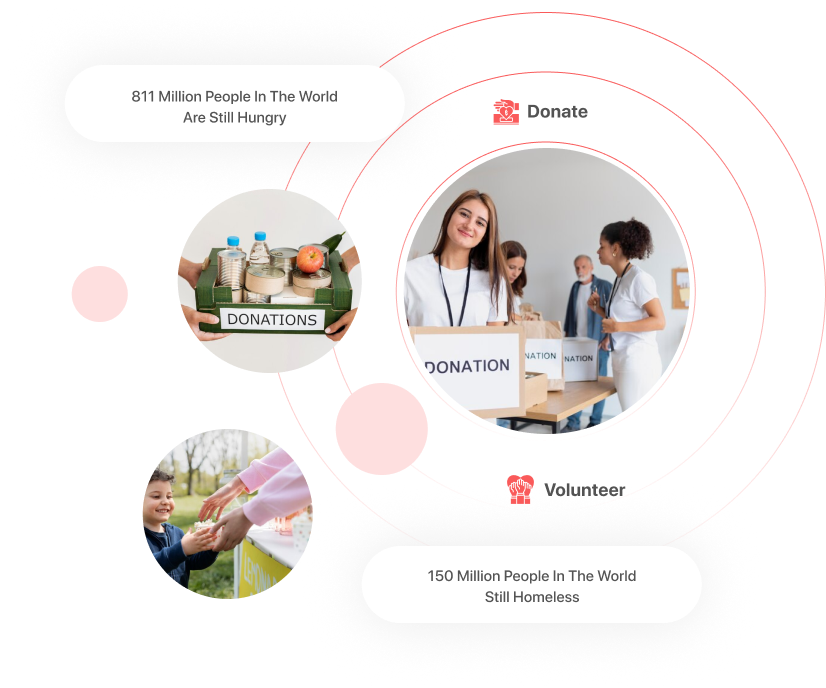 811 Million People In The World
Are Still Hungry
Donate
DONATIONS
DONATION
NATION
NATION
Volunteer
150 Million People In The World
Still Homeless